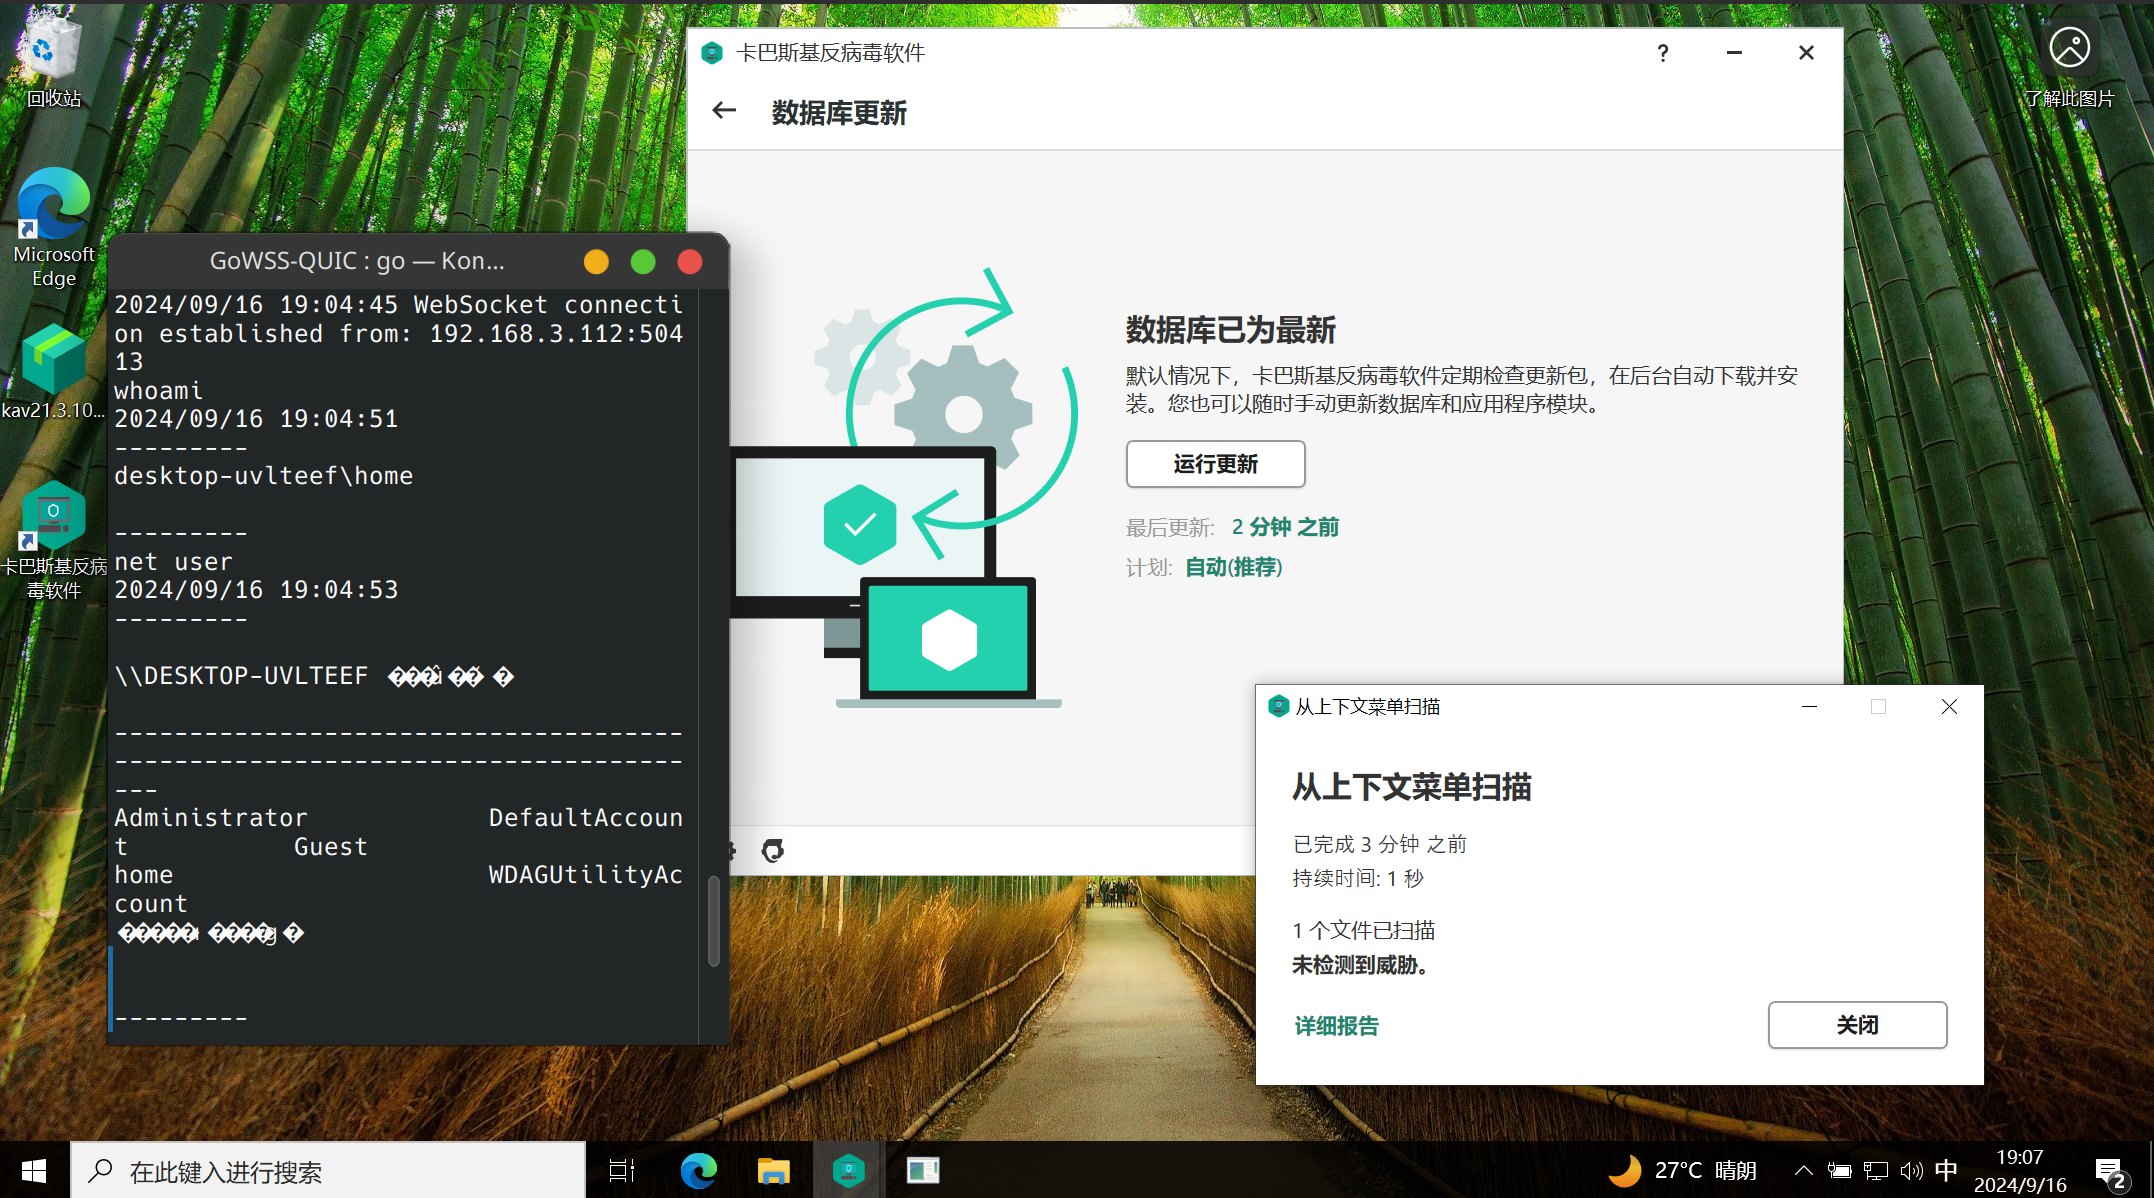 回收站
Microsoft
Edge
kav21.3.10...
卡巴斯基反病
毒软件
了解此图片
卡巴斯基反病毒软件
?
数据库更新
数据库已为最新
默认情况下，卡巴斯基反病毒软件定期检查更新包，在后台自动下载并安
装。您也可以随时手动更新数据库和应用程序模块。
运行更新
最后更新: 2 分钟 之前
计划: 自动(推荐)
GoWSS-QUIC : go — Kon...
2024/09/16 19:04:45 WebSocket connecti
on established from: 192.168.3.112:504
13
whoami
2024/09/16 19:04:51
---------
desktop-uvlteef\home
---------
net user
2024/09/16 19:04:53
---------
\\DESKTOP-UVLTEEF
--------------------------------------
--------------------------------------
---
Administrator DefaultAccoun
t Guest
home WDAGUtilityAc
count
---------
从上下文菜单扫描
从上下文菜单扫描
已完成 3 分钟 之前
持续时间: 1 秒
1 个文件已扫描
未检测到威胁。
详细报告
关闭
在此键入进行搜索
27°C 晴朗
中
19:07
2024/9/16
2